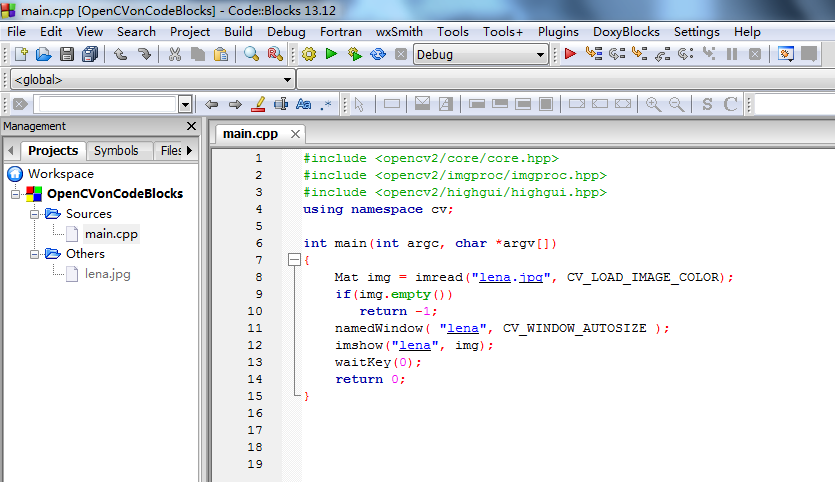 main.cpp [OpenCVonCodeBlocks] - Code::Blocks 13.12
File Edit View Search Project Build Debug Fortran wxSmith Tools Tools+ Plugins DoxyBlocks Settings Help
Debug
<global>
Aa .* S C
Management
Projects Symbols Files
main.cpp
Workspace
OpenCVonCodeBlocks
Sources
main.cpp
Others
lena.jpg
1 #include <opencv2/core/core.hpp>
2 #include <opencv2/imgproc/imgproc.hpp>
3 #include <opencv2/highgui/highgui.hpp>
4 using namespace cv;
5
6 int main(int argc, char *argv[])
7 {
8 Mat img = imread("lena.jpg", CV_LOAD_IMAGE_COLOR);
9 if(img.empty())
10 return -1;
11 namedWindow( "lena", CV_WINDOW_AUTOSIZE );
12 imshow("lena", img);
13 waitKey(0);
14 return 0;
15 }
16
17
18
19